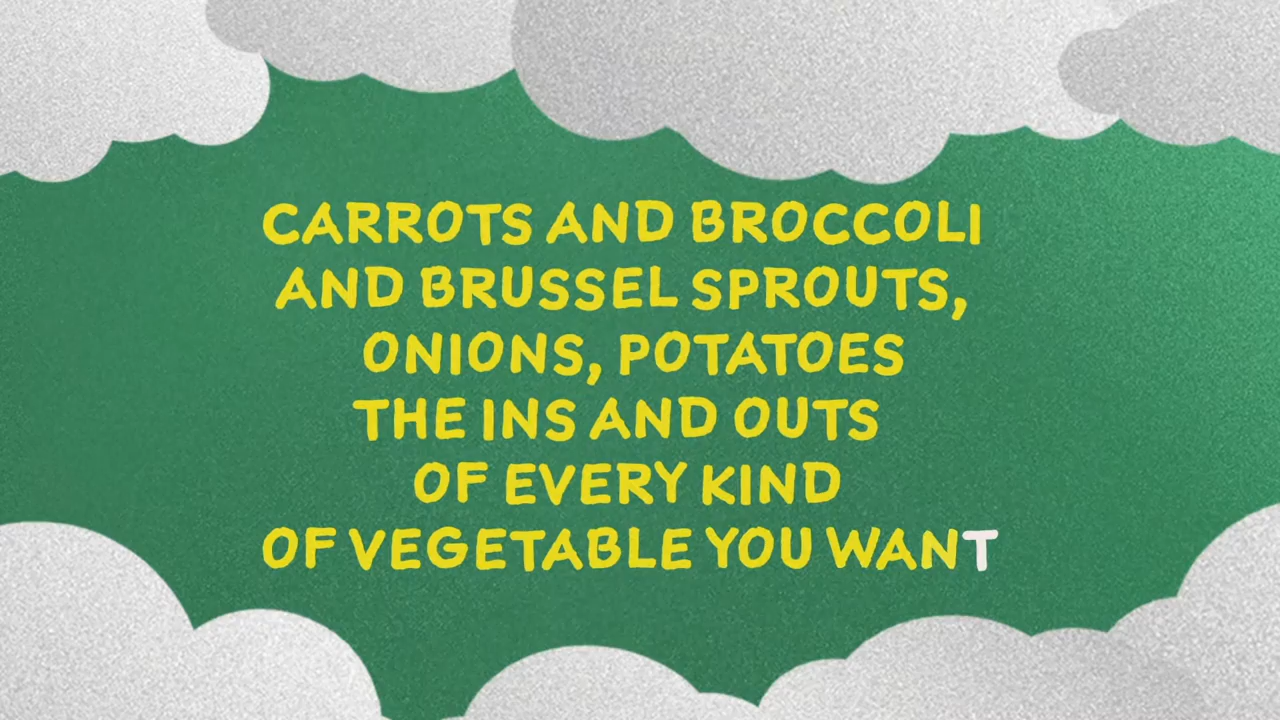 CARROTS AND BROCCOLI
AND BRUSSEL SPROUTS,
ONIONS, POTATOES
THE INS AND OUTS
OF EVERY KIND
OF VEGETABLE YOU WANT